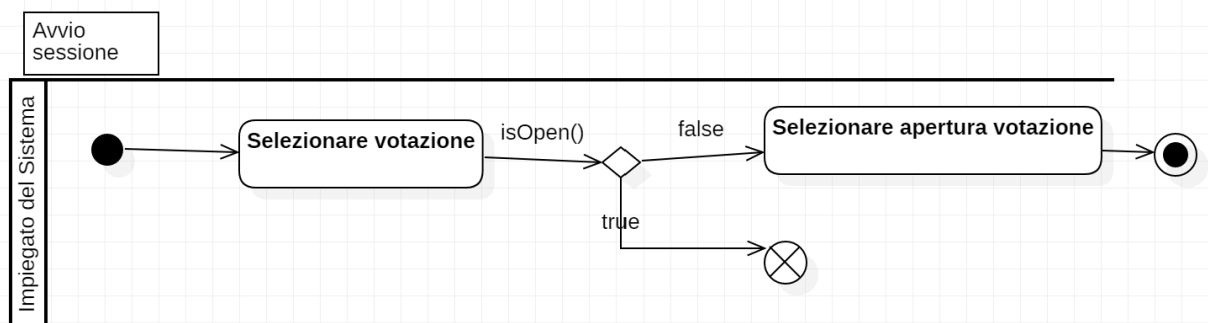 Avvio
sessione
Impiegato del Sistema
Selezionare votazione
isOpen()
false
Selezionare apertura votazione
true